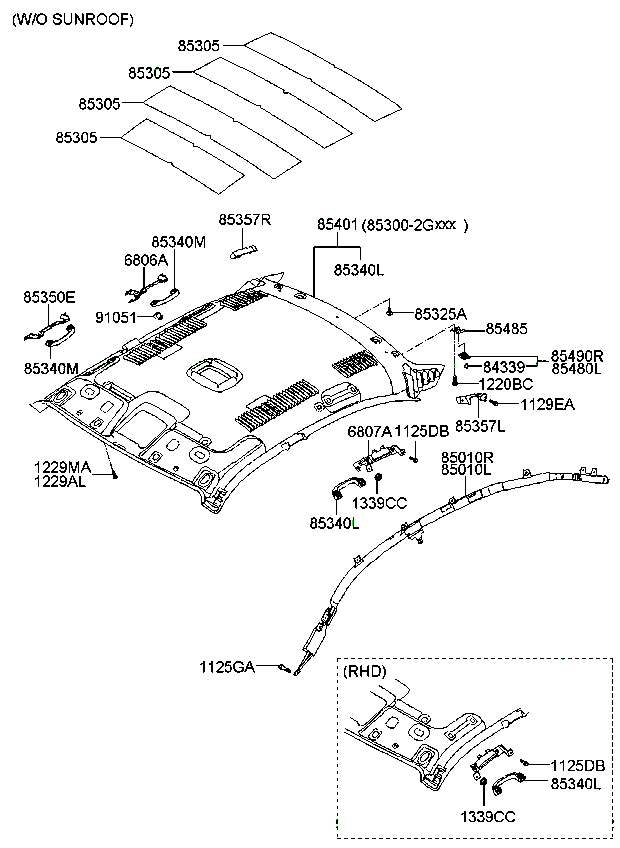 (W/O SUNROOF)
85305
85305
85305
85305
85357R
85401 (85300-2Gxxx )
85340M
6806A
85340L
85350E
91051
85325A
85485
85340M
85490R
84339
85480L
1220BC
1129EA
85357L
6807A 1125DB
1229MA
1229AL
85010R
85010L
1339CC
85340L
1125GA
(RHD)
1125DB
85340L
1339CC